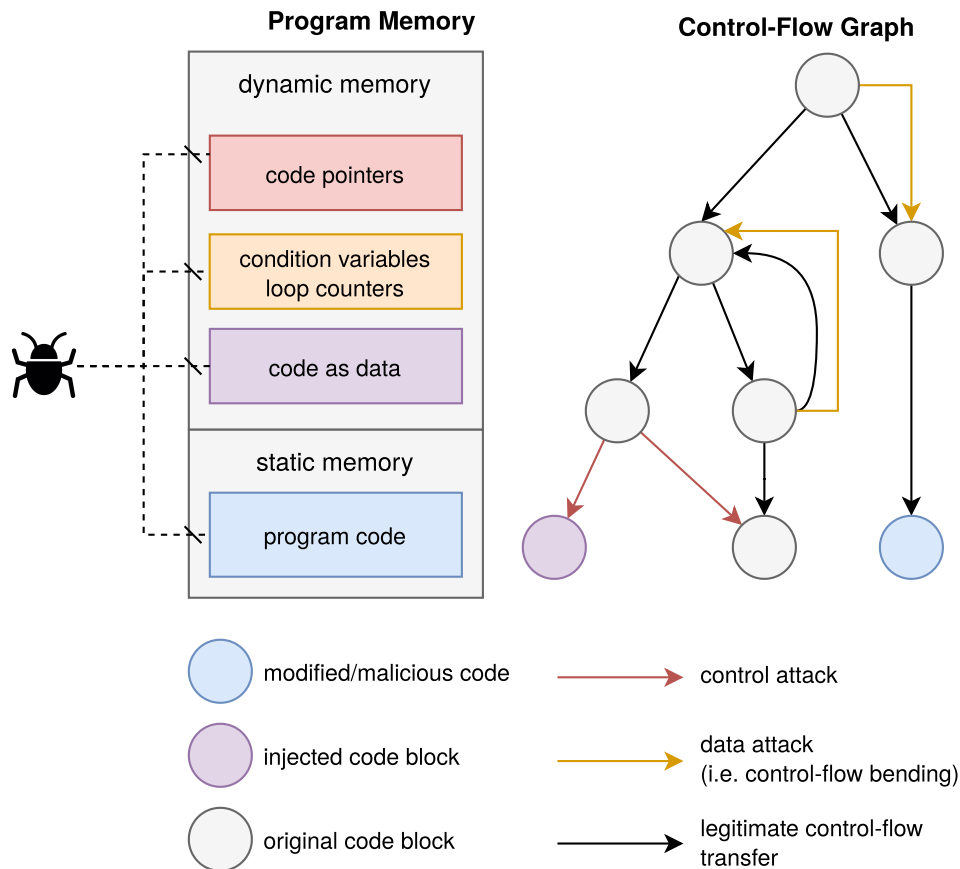 Program Memory
Control-Flow Graph
dynamic memory
code pointers
condition variables
loop counters
code as data
static memory
program code
modified/malicious code
control attack
injected code block
data attack
(i.e. control-flow bending)
original code block
legitimate control-flow
transfer